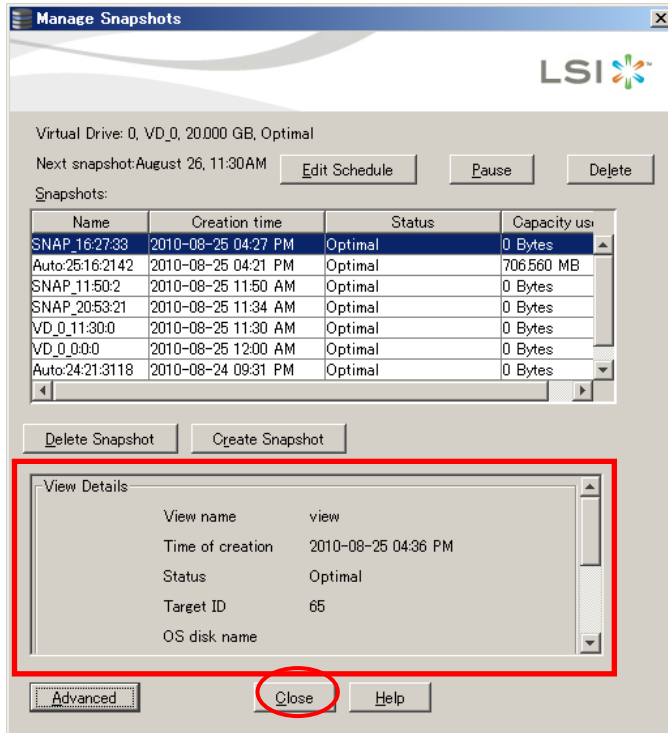 Manage Snapshots
LSI
Virtual Drive: 0, VD_0, 20.000 GB, Optimal
Next snapshot:August 26, 11:30AM Edit Schedule Pause Delete
Snapshots:
Name Creation time Status Capacity us
SNAP_16:27:33 2010-08-25 04:27 PM Optimal 0 Bytes
Auto:25:16:2142 2010-08-25 04:21 PM Optimal 706.560 MB
SNAP_11:50:2 2010-08-25 11:50 AM Optimal 0 Bytes
SNAP_20:53:21 2010-08-25 11:34 AM Optimal 0 Bytes
VD_0_11:30:0 2010-08-25 11:30 AM Optimal 0 Bytes
VD_0_0:0:0 2010-08-25 12:00 AM Optimal 0 Bytes
Auto:24:21:3118 2010-08-24 09:31 PM Optimal 0 Bytes
Delete Snapshot Create Snapshot
View Details
View name view
Time of creation 2010-08-25 04:36 PM
Status Optimal
Target ID 65
OS disk name
Advanced Close Help